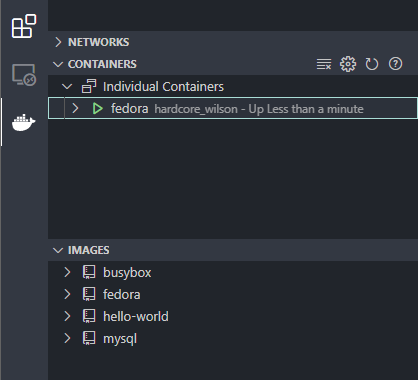 NETWORKS
CONTAINERS
Individual Containers
fedora hardcore_wilson - Up Less than a minute
IMAGES
busybox
fedora
hello-world
mysql